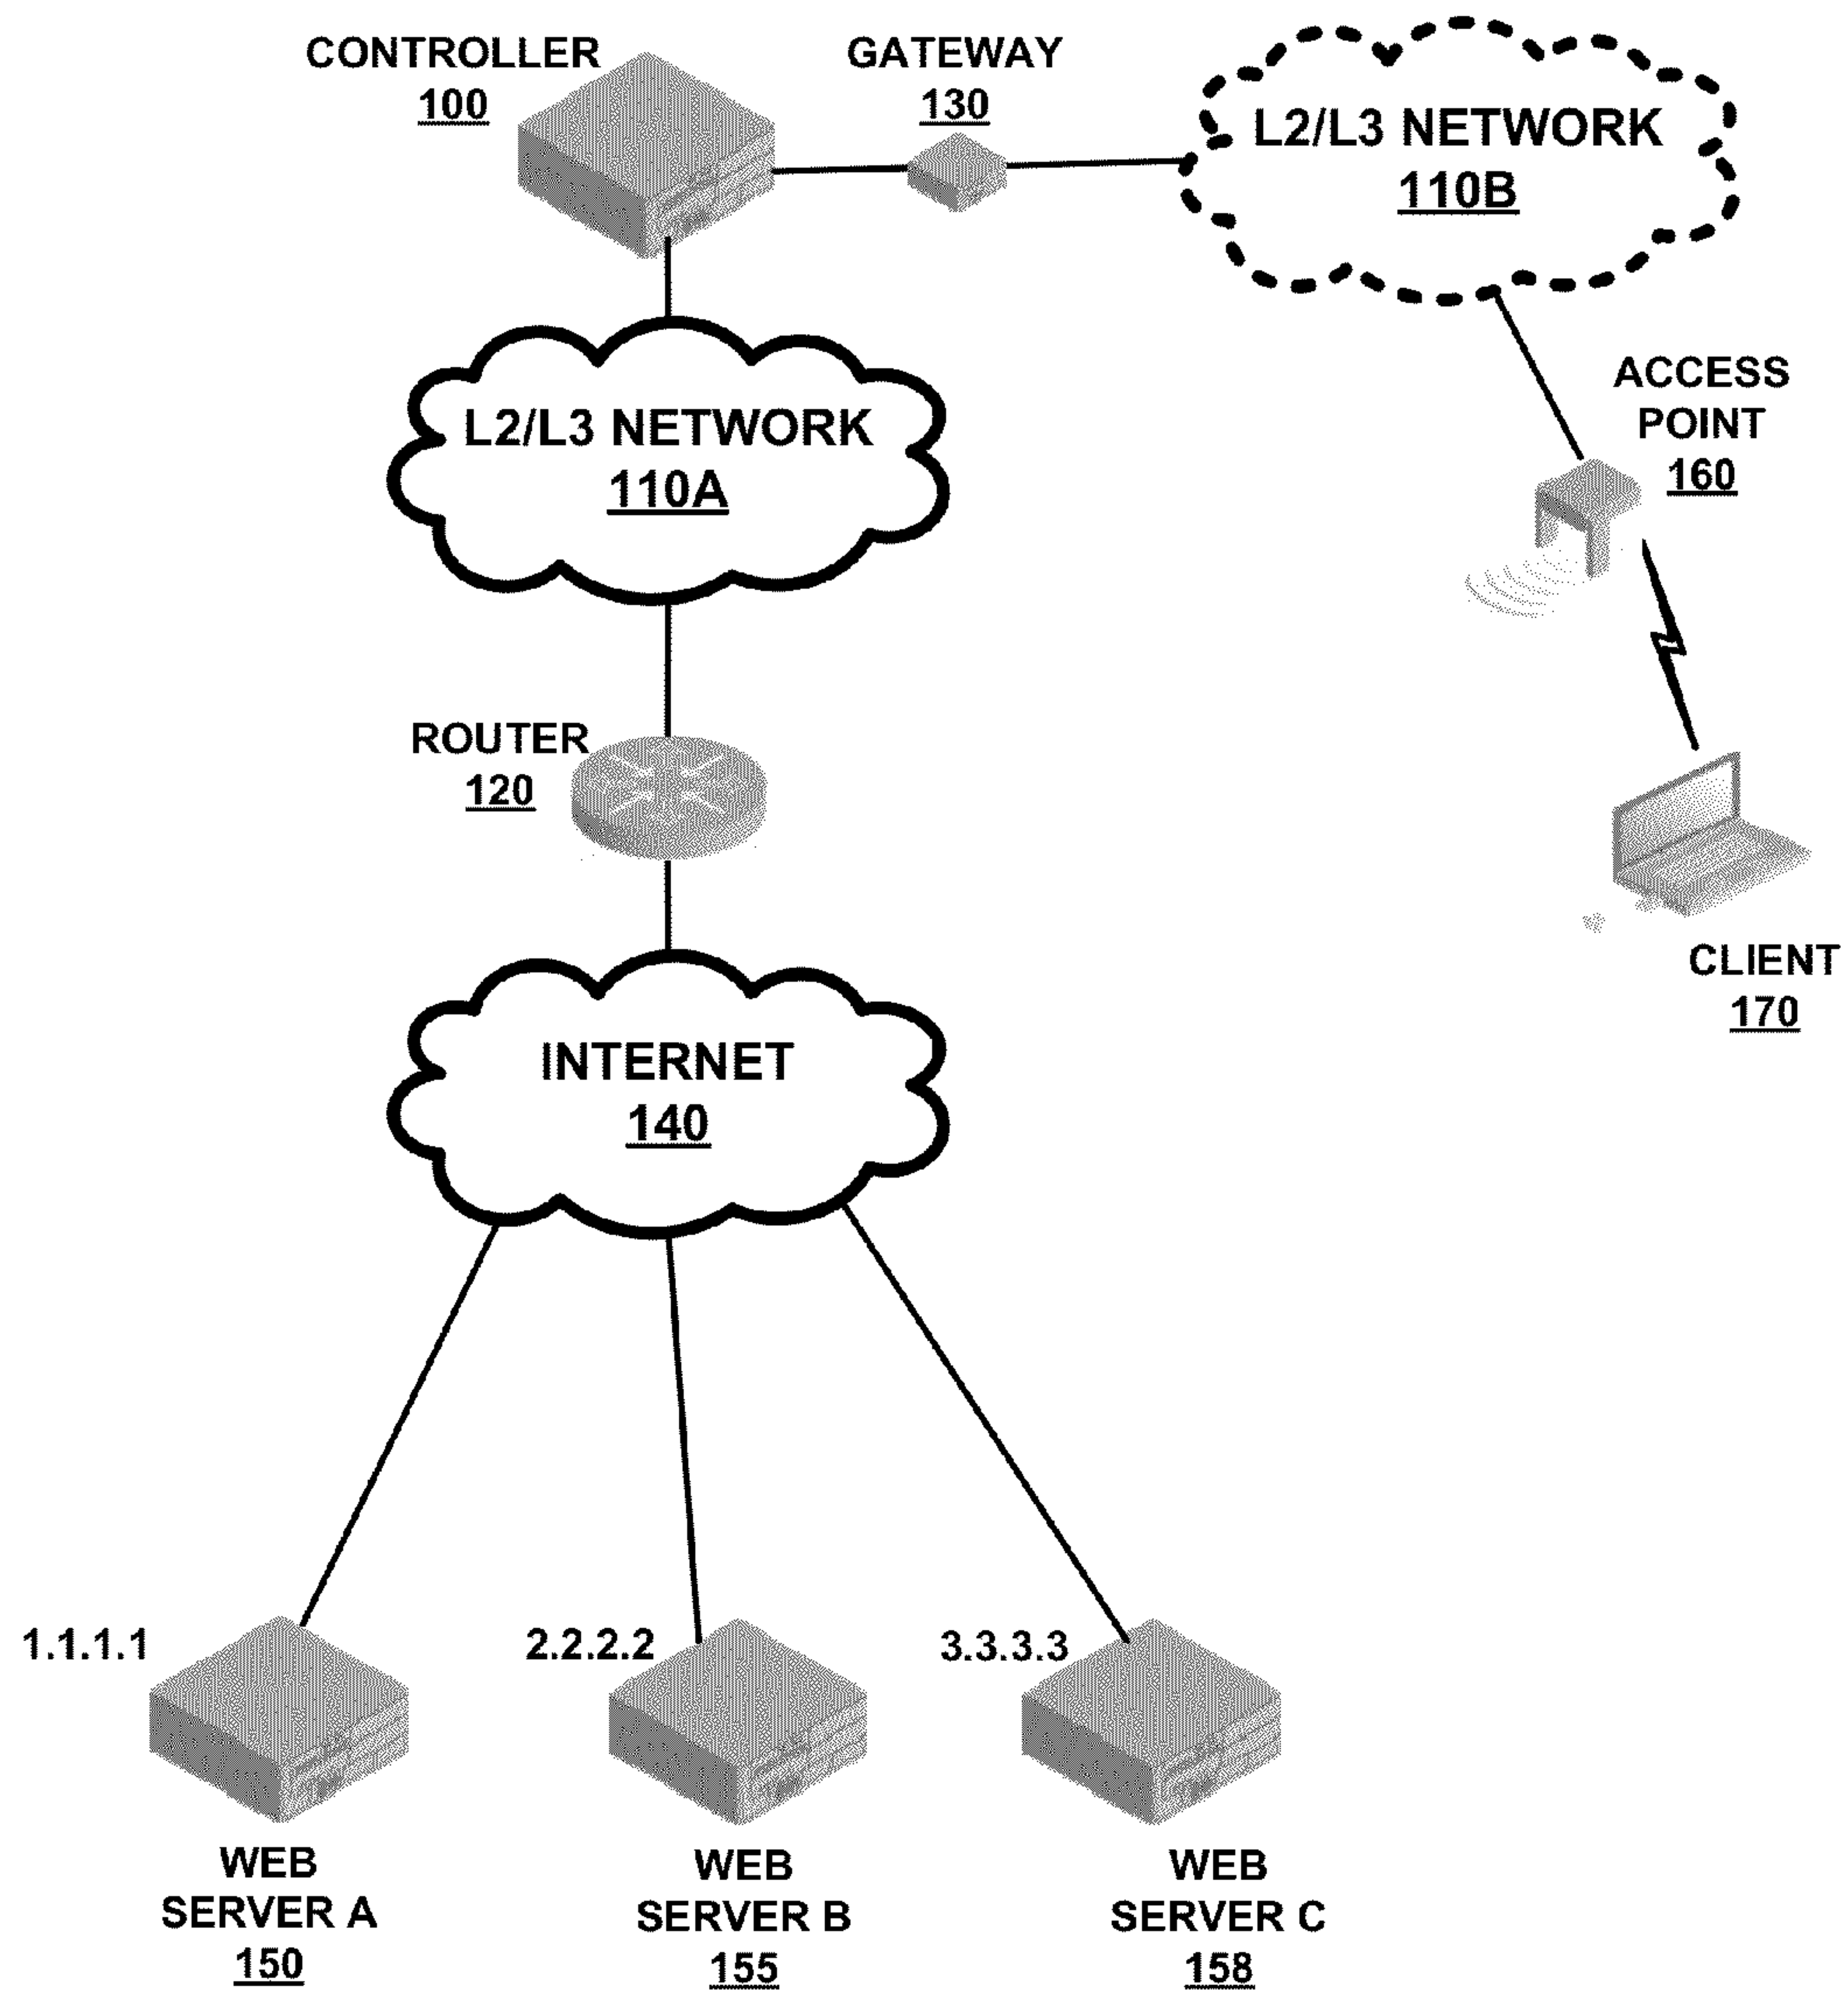 CONTROLLER
100
GATEWAY
130
L2/L3 NETWORK
110B
L2/L3 NETWORK
110A
ACCESS
POINT
160
ROUTER
120
CLIENT
170
INTERNET
140
1.1.1.1
2.2.2.2
3.3.3.3
WEB
SERVER A
150
WEB
SERVER B
155
WEB
SERVER C
158